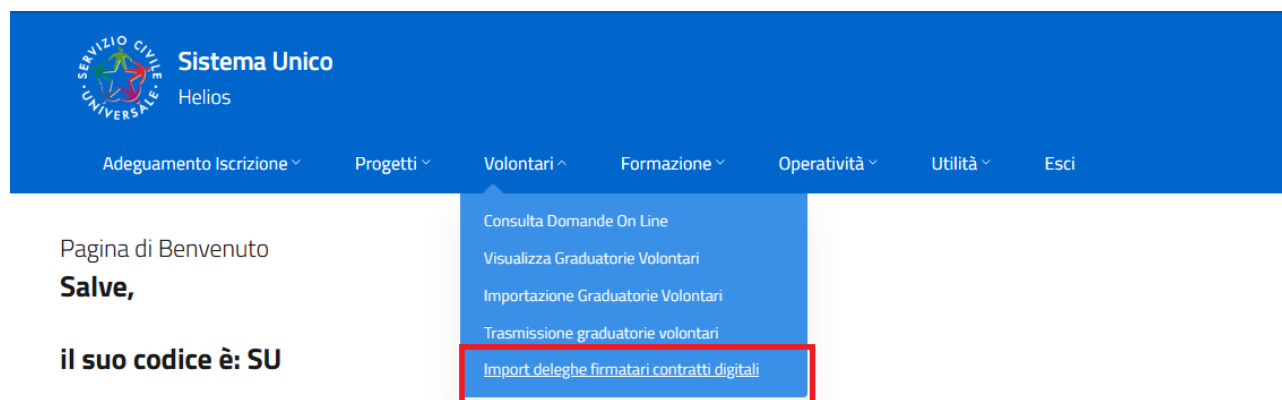 SERVIZIO CIVILE
UNIVERSALE
Sistema Unico
Helios
Adeguamento Iscrizione Progetti Volontari Formazione Operatività Utilità Esci
Consulta Domande On Line
Visualizza Graduatorie Volontari
Importazione Graduatorie Volontari
Trasmissione graduatorie volontari
Import deleghe firmatari contratti digitali
Pagina di Benvenuto
Salve,
il suo codice è: SU